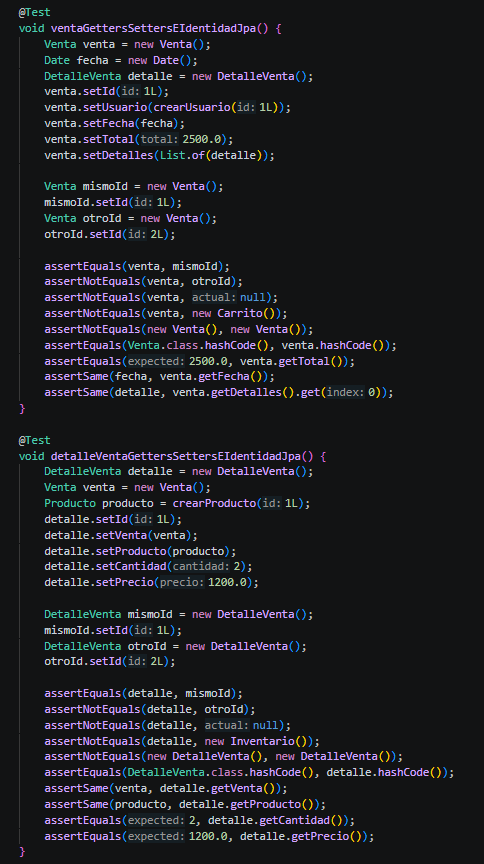 @Test
void ventaGettersSettersEIdentidadJpa() {
Venta venta = new Venta();
Date fecha = new Date();
DetalleVenta detalle = new DetalleVenta();
venta.setId(id: 1L);
venta.setUsuario(crearUsuario(id: 1L));
venta.setFecha(fecha);
venta.setTotal(total: 2500.0);
venta.setDetalles(List.of(detalle));
Venta mismoId = new Venta();
mismoId.setId(id: 1L);
Venta otroId = new Venta();
otroId.setId(id: 2L);
assertEquals(venta, mismoId);
assertNotEquals(venta, otroId);
assertNotEquals(venta, actual: null);
assertNotEquals(venta, new Carrito());
assertNotEquals(new Venta(), new Venta());
assertEquals(Venta.class.hashCode(), venta.hashCode());
assertEquals(expected: 2500.0, venta.getTotal());
assertSame(fecha, venta.getFecha());
assertSame(detalle, venta.getDetalles().get(index: 0));
}
@Test
void detalleVentaGettersSettersEIdentidadJpa() {
DetalleVenta detalle = new DetalleVenta();
Venta venta = new Venta();
Producto producto = crearProducto(id: 1L);
detalle.setId(id: 1L);
detalle.setVenta(venta);
detalle.setProducto(producto);
detalle.setCantidad(cantidad: 2);
detalle.setPrecio(precio: 1200.0);
DetalleVenta mismoId = new DetalleVenta();
mismoId.setId(id: 1L);
DetalleVenta otroId = new DetalleVenta();
otroId.setId(id: 2L);
assertEquals(detalle, mismoId);
assertNotEquals(detalle, otroId);
assertNotEquals(detalle, actual: null);
assertNotEquals(detalle, new Inventario());
assertNotEquals(new DetalleVenta(), new DetalleVenta());
assertEquals(DetalleVenta.class.hashCode(), detalle.hashCode());
assertSame(venta, detalle.getVenta());
assertSame(producto, detalle.getProducto());
assertEquals(expected: 2, detalle.getCantidad());
assertEquals(expected: 1200.0, detalle.getPrecio());
}